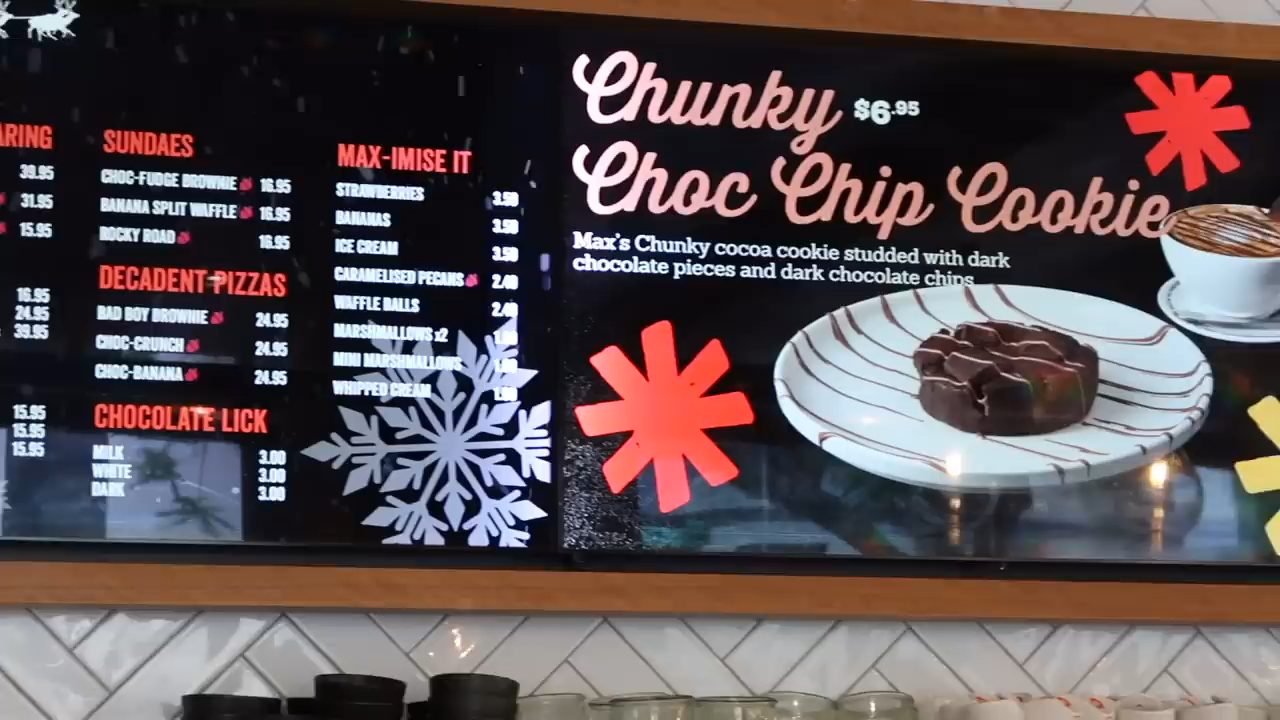 ARING
39.95
31.95
15.95
16.95
24.95
39.95
15.95
15.95
15.95
SUNDAES
CHOC-FUDGE BROWNIE 16.95
BANANA SPLIT WAFFLE 16.95
ROCKY ROAD 16.95
DECADENT PIZZAS
BAD BOY BROWNIE 24.95
CHOC-CRUNCH 24.95
CHOC-BANANA 24.95
CHOCOLATE LICK
MILK 3.00
WHITE 3.00
DARK 3.00
MAX-IMISE IT
STRAWBERRIES 3.50
BANANAS 3.50
ICE CREAM 3.50
CARAMELISED PECANS 2.40
WAFFLE BALLS 2.40
MARSHMALLOWS x2
MINI MARSHMALLOWS
WHIPPED CREAM
Chunky $6.95
Choc Chip Cookie
Max's Chunky cocoa cookie studded with dark
chocolate pieces and dark chocolate chips